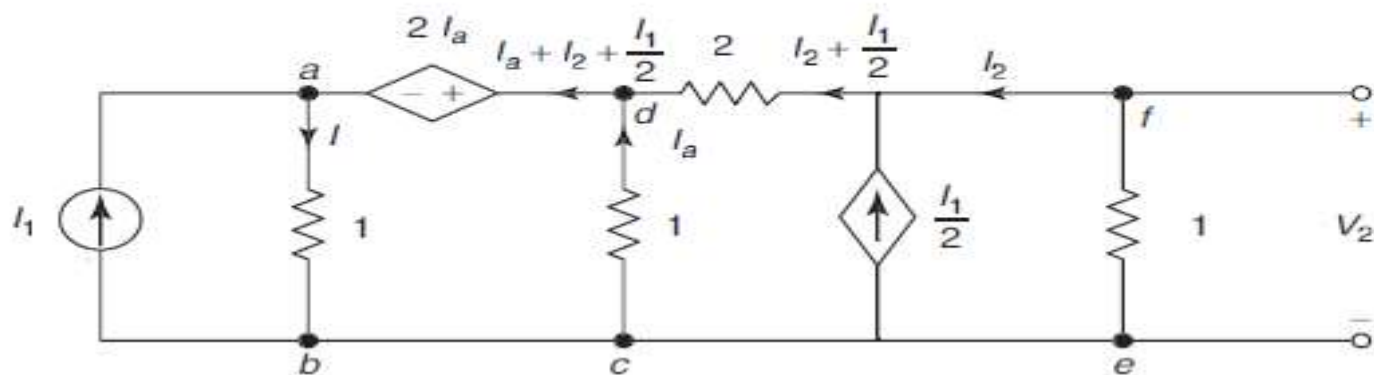 2 Iₐ
Iₐ + I₂ + I₁/2
2
I₂ + I₁/2
I₂
a
− +
d
f
+
I
Iₐ
I₁
1
1
I₁/2
1
V₂
−
b
c
e